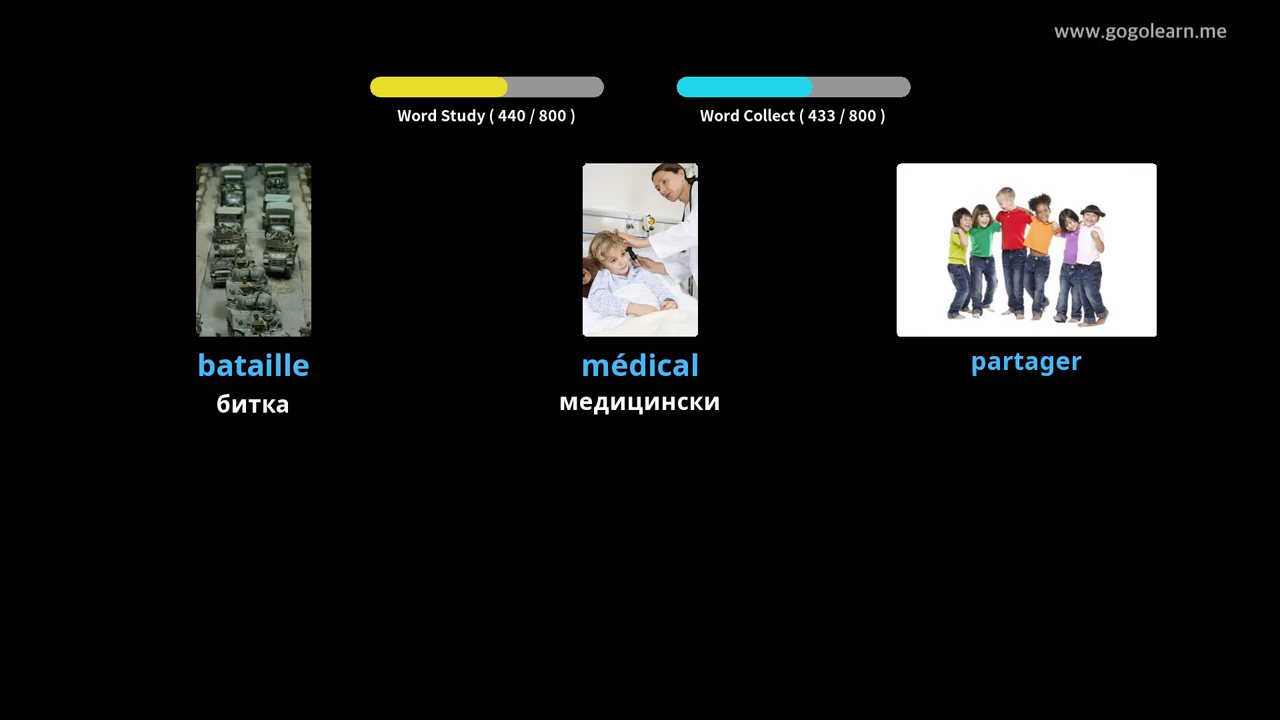 www.gogolearn.me
Word Study ( 440 / 800 )
Word Collect ( 433 / 800 )
bataille
битка
médical
медицински
partager